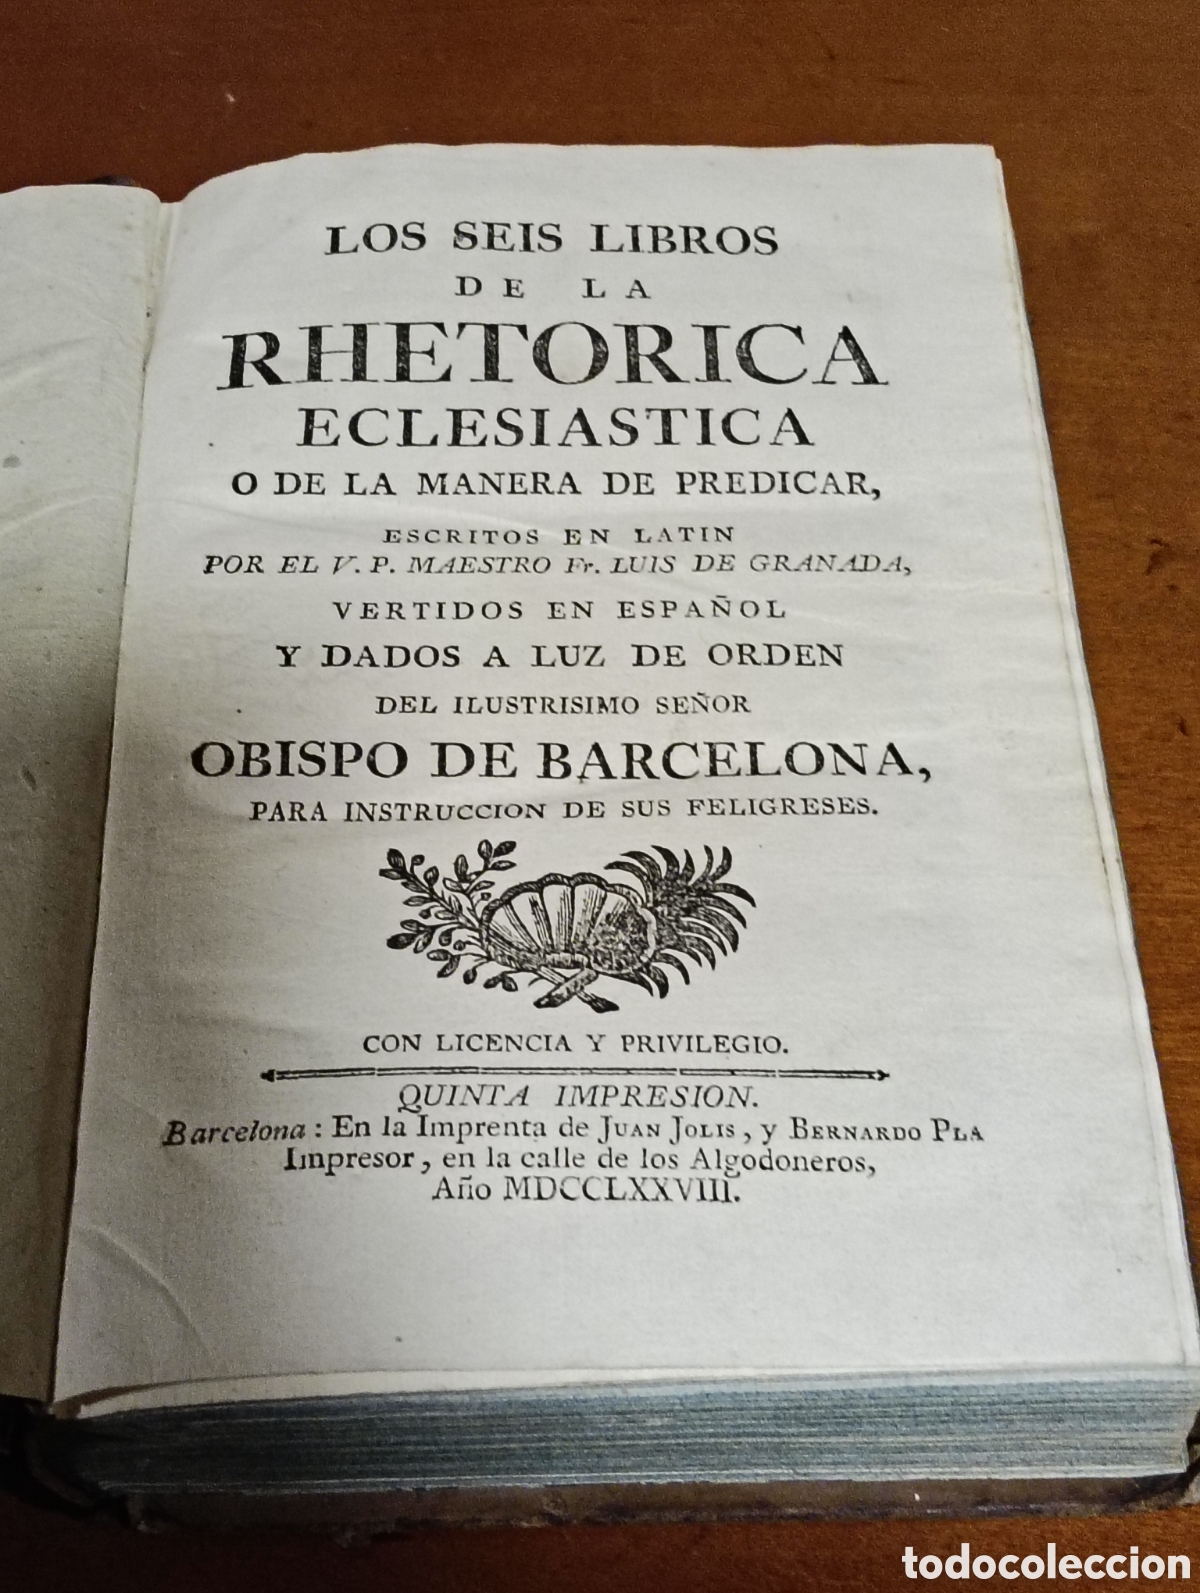 LOS SEIS LIBROS
DE LA
RHETORICA
ECLESIASTICA
O DE LA MANERA DE PREDICAR,
ESCRITOS EN LATIN
POR EL V. P. MAESTRO Fr. LUIS DE GRANADA,
VERTIDOS EN ESPAÑOL
Y DADOS A LUZ DE ORDEN
DEL ILUSTRISIMO SEÑOR
OBISPO DE BARCELONA,
PARA INSTRUCCION DE SUS FELIGRESES.
CON LICENCIA Y PRIVILEGIO.
QUINTA IMPRESION.
Barcelona: En la Imprenta de JUAN JOLIS, y BERNARDO PLA
Impresor, en la calle de los Algodoneros,
Año MDCCLXXVIII.
todocoleccion